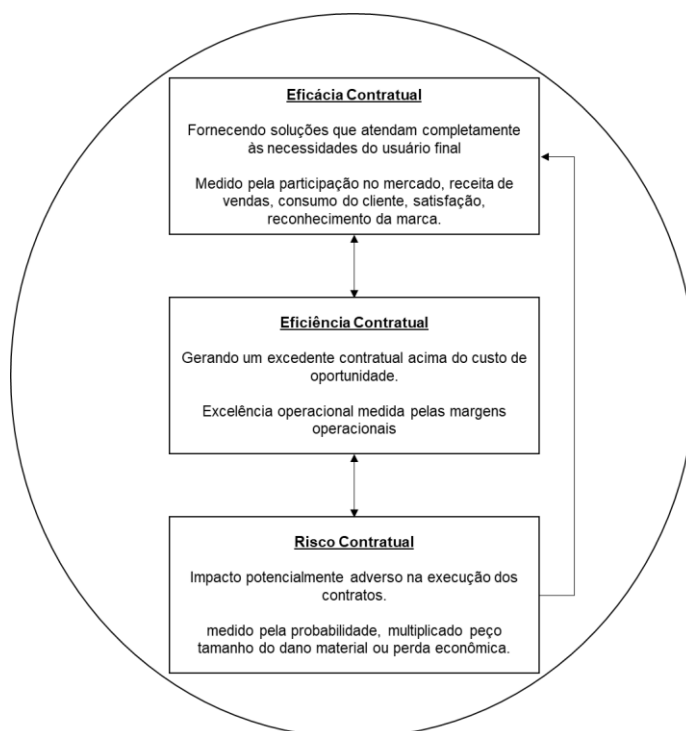 Eficácia Contratual
Fornecendo soluções que atendam completamente
às necessidades do usuário final
Medido pela participação no mercado, receita de
vendas, consumo do cliente, satisfação,
reconhecimento da marca.
Eficiência Contratual
Gerando um excedente contratual acima do custo de
oportunidade.
Excelência operacional medida pelas margens
operacionais
Risco Contratual
Impacto potencialmente adverso na execução dos
contratos.
medido pela probabilidade, multiplicado peço
tamanho do dano material ou perda econômica.